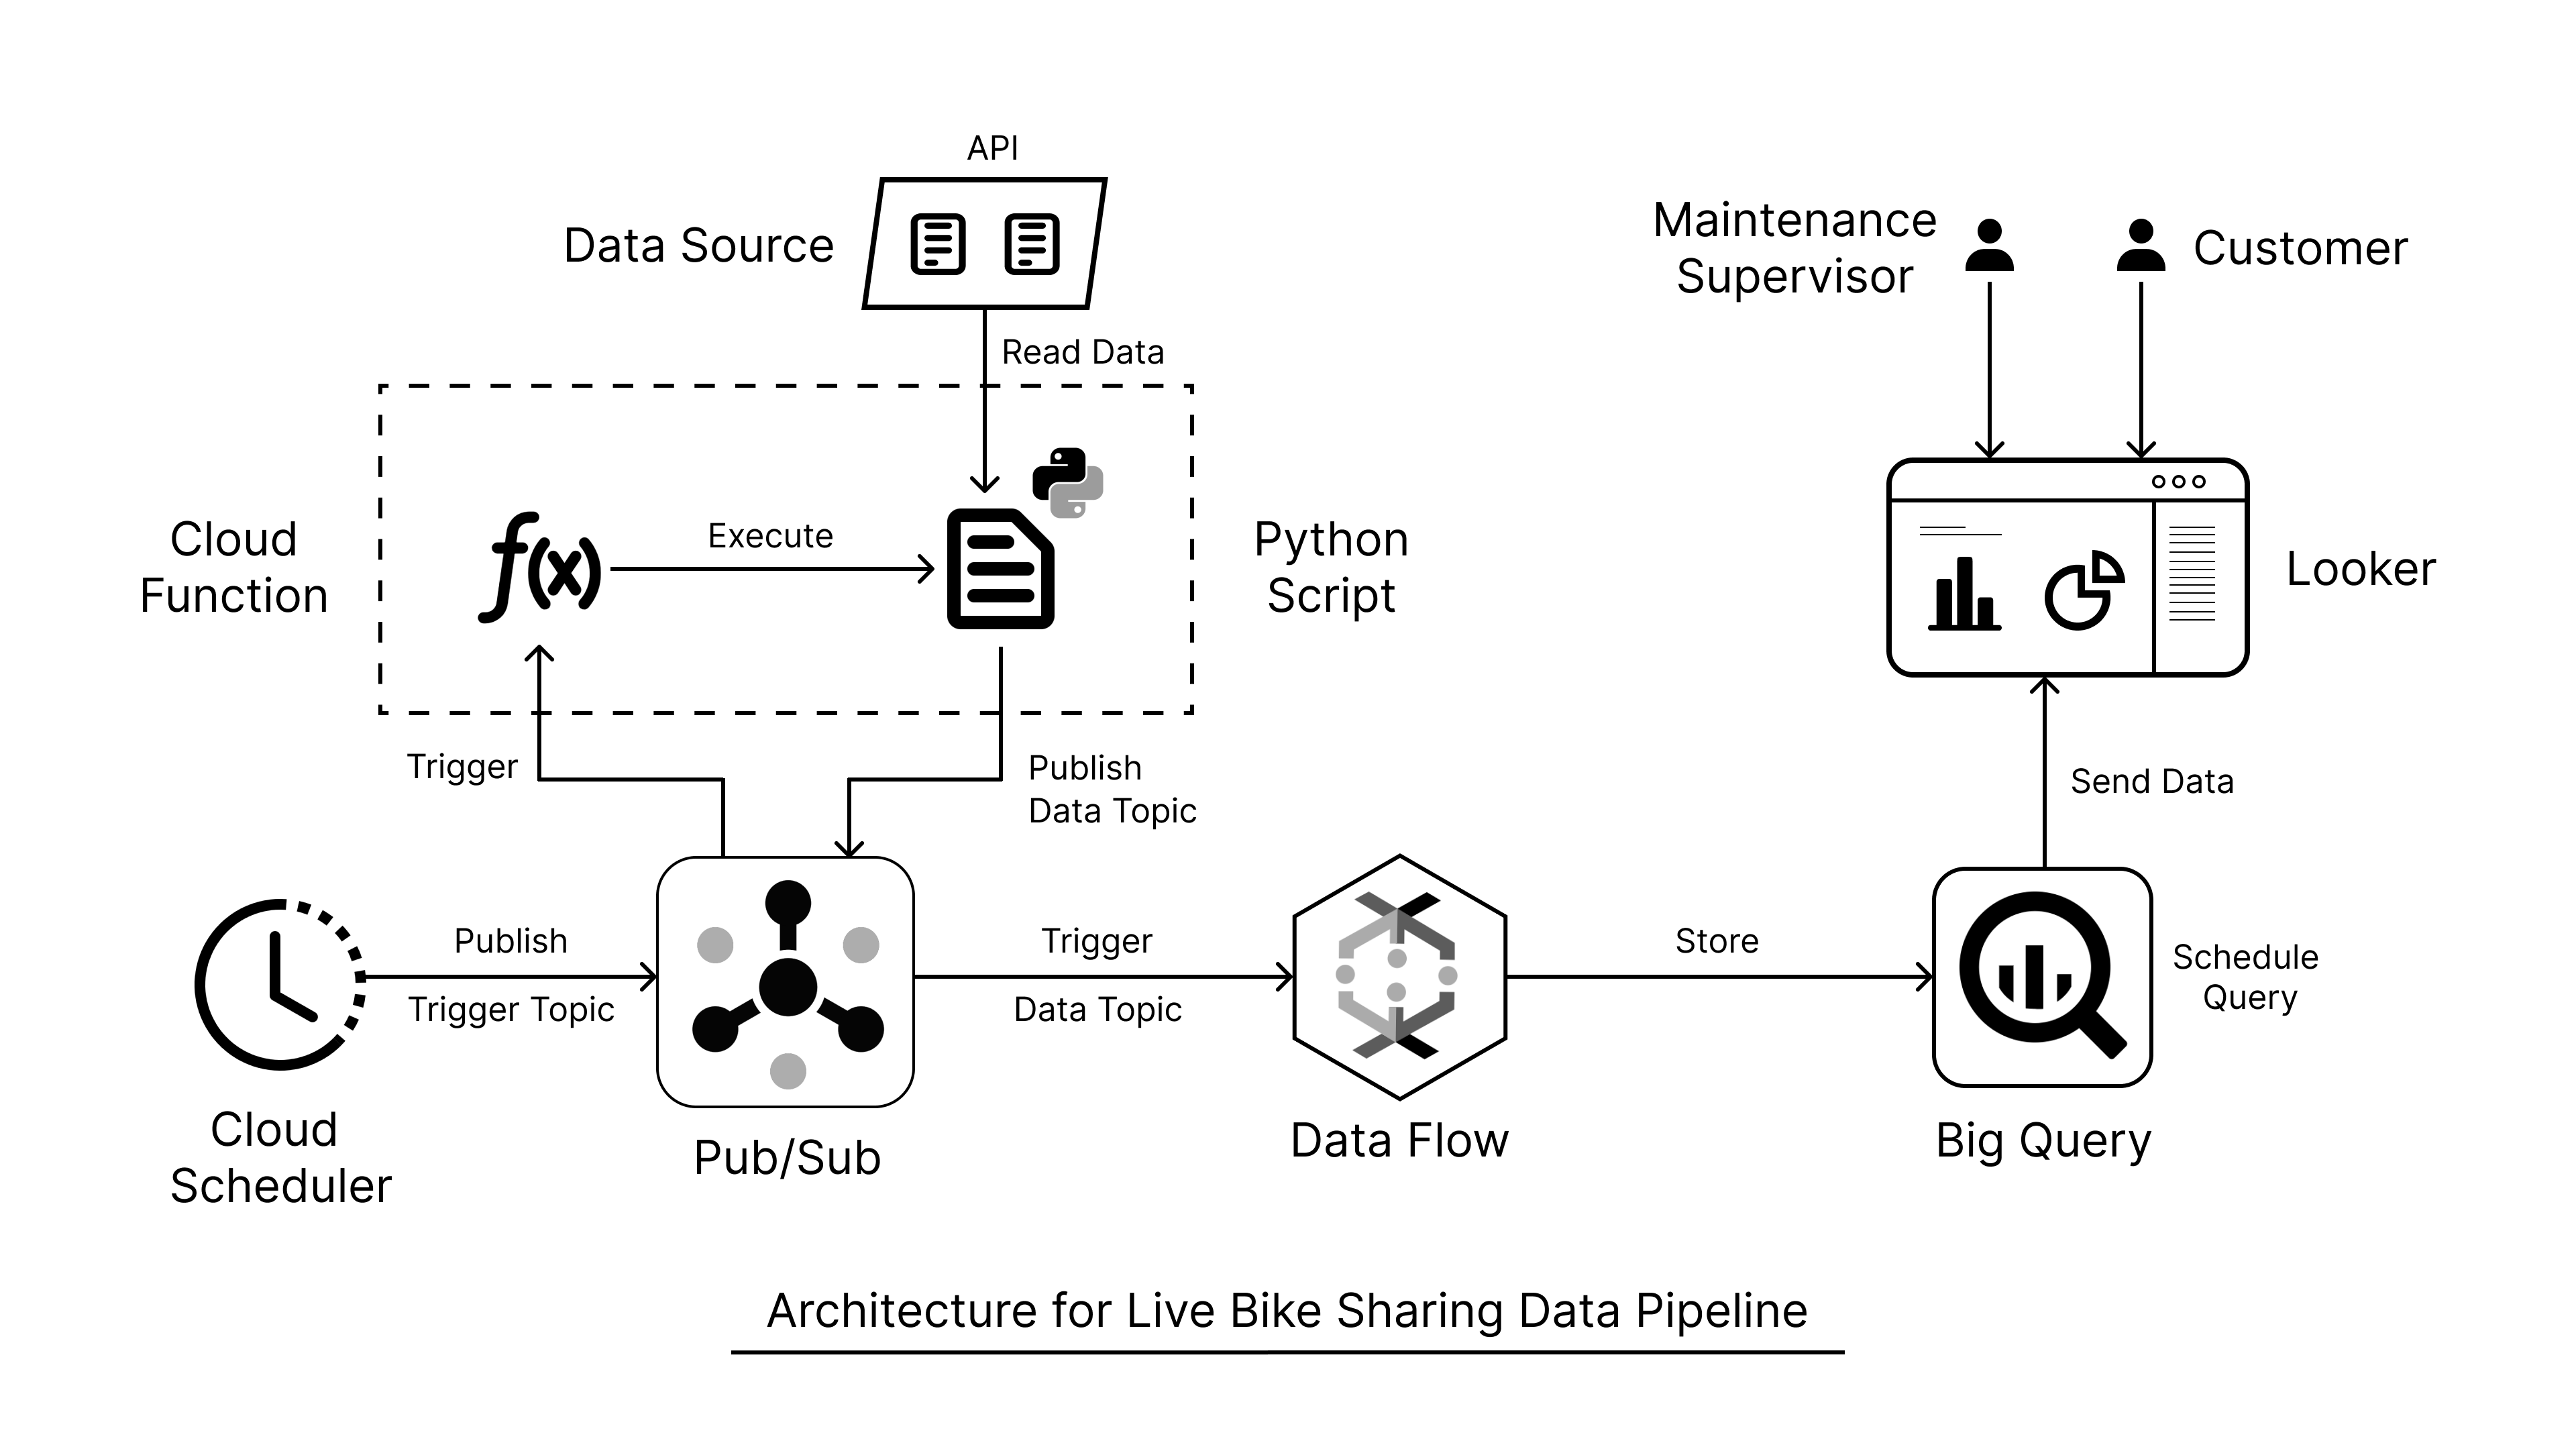 API
Data Source
Maintenance
Supervisor
Customer
Read Data
Cloud
Function
f(x)
Execute
Python
Script
Looker
Trigger
Publish
Data Topic
Send Data
Publish
Trigger Topic
Trigger
Data Topic
Store
Schedule
Query
Cloud
Scheduler
Pub/Sub
Data Flow
Big Query
Architecture for Live Bike Sharing Data Pipeline